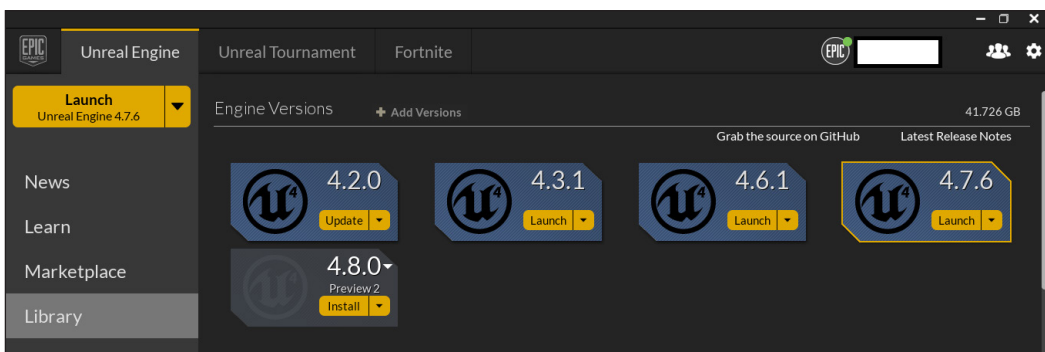 EPIC GAMES
Unreal Engine
Unreal Tournament
Fortnite
EPIC
Launch
Unreal Engine 4.7.6
Engine Versions
+ Add Versions
41.726 GB
Grab the source on GitHub
Latest Release Notes
News
Learn
Marketplace
Library
4.2.0
Update
4.3.1
Launch
4.6.1
Launch
4.7.6
Launch
4.8.0
Preview 2
Install